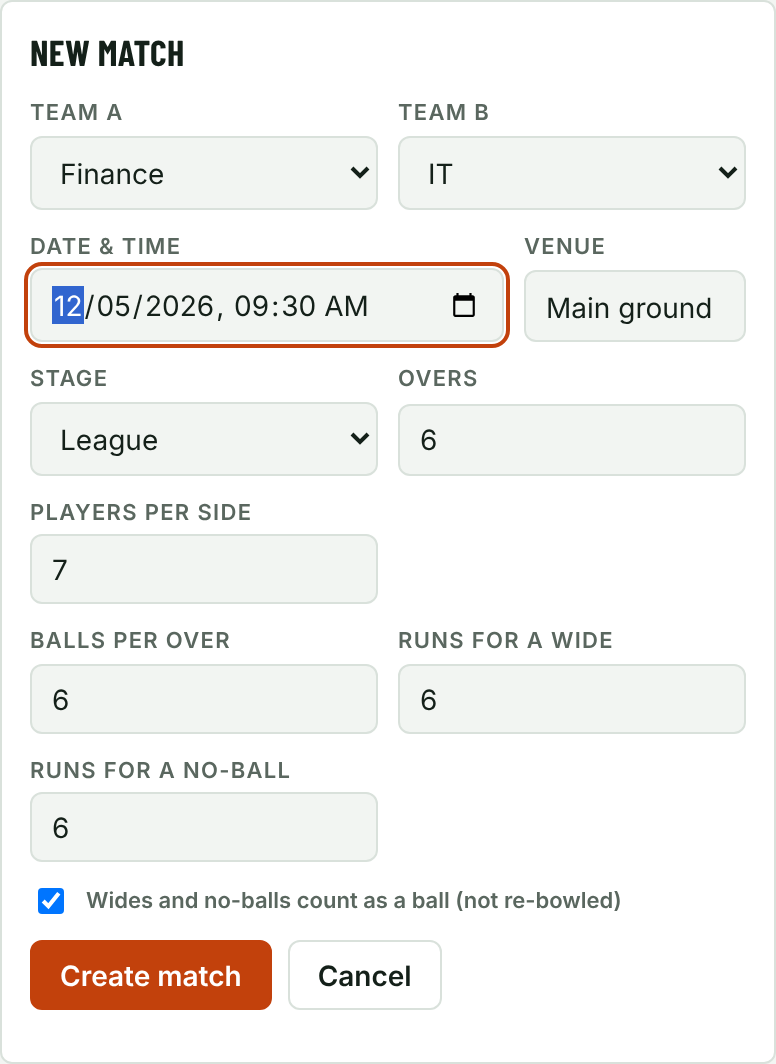 NEW MATCH
TEAM A TEAM B
Finance IT
DATE & TIME VENUE
12/05/2026, 09:30 AM Main ground
STAGE OVERS
League 6
PLAYERS PER SIDE
7
BALLS PER OVER RUNS FOR A WIDE
6 6
RUNS FOR A NO-BALL
6
Wides and no-balls count as a ball (not re-bowled)
Create match Cancel